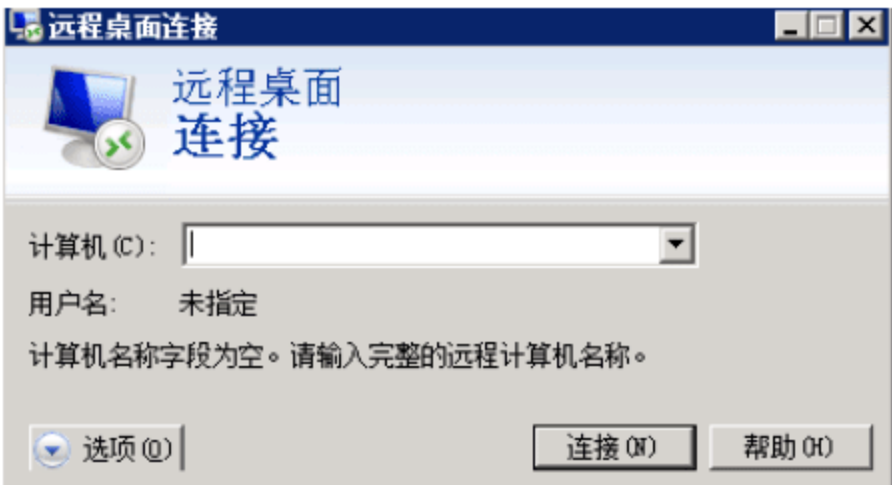 远程桌面连接
远程桌面
连接
计算机(C):
用户名: 未指定
计算机名称字段为空。请输入完整的远程计算机名称。
选项(O) 连接(N) 帮助(H)